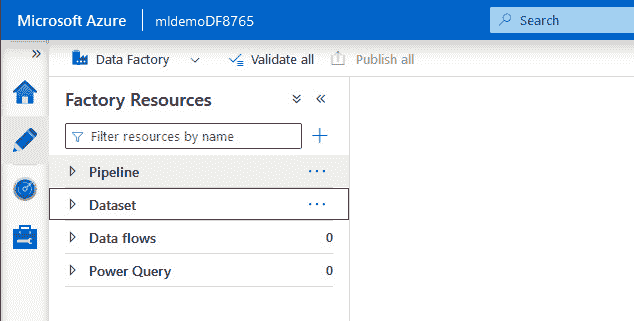 Microsoft Azure mldemoDF8765 Search
Data Factory Validate all Publish all
Factory Resources
Filter resources by name
Pipeline
Dataset
Data flows 0
Power Query 0